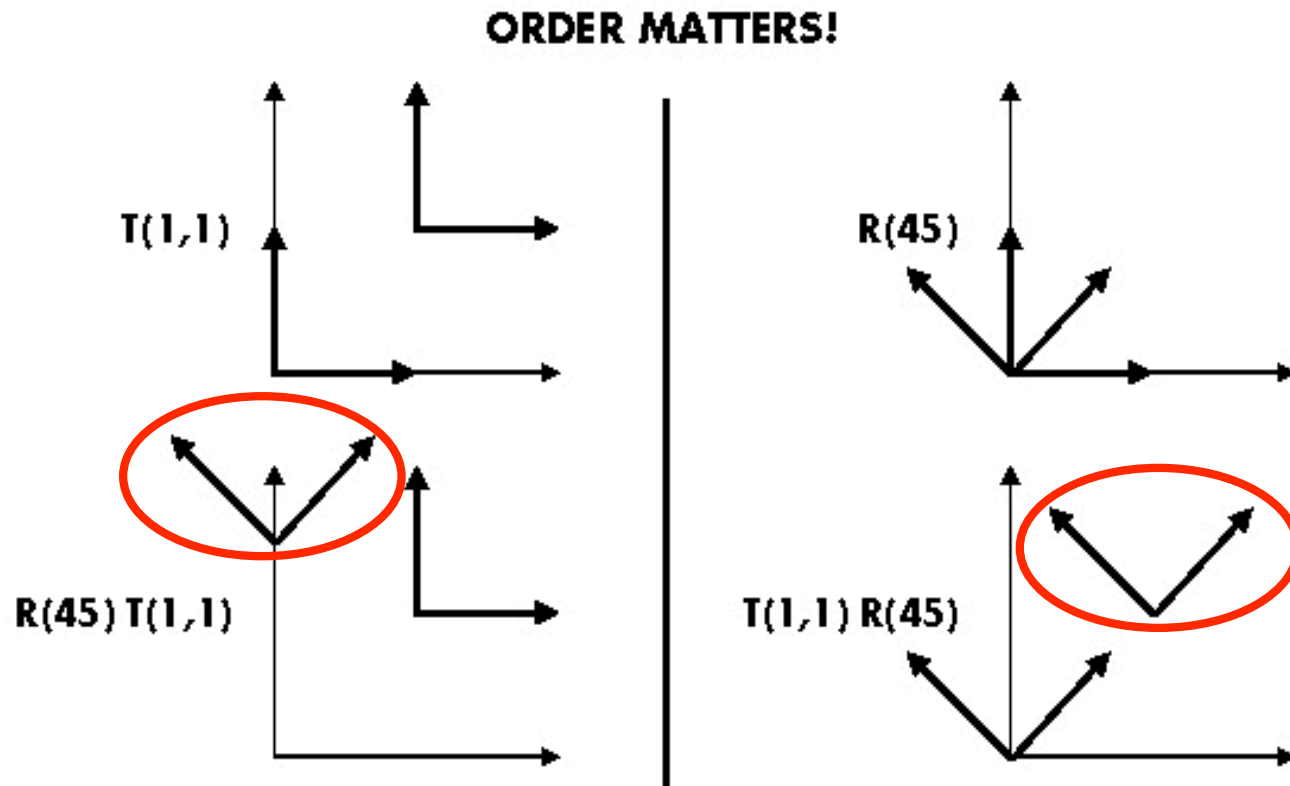 ORDER MATTERS!
T(1,1)
R(45)
R(45) T(1,1)
T(1,1) R(45)